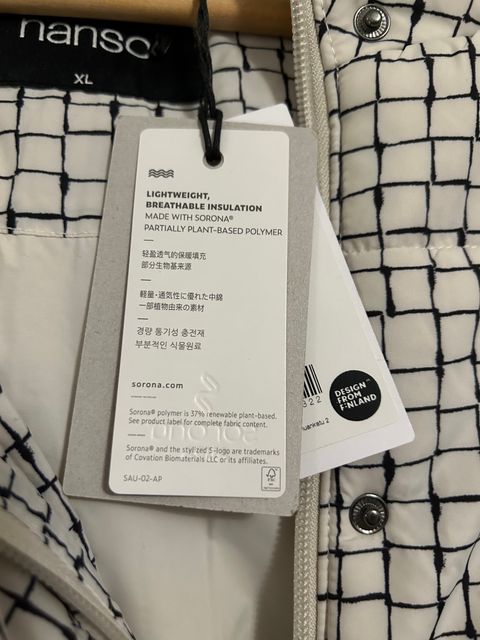 nanso
XL
LIGHTWEIGHT,
BREATHABLE INSULATION
MADE WITH SORONA®
PARTIALLY PLANT-BASED POLYMER
轻盈透气的保暖填充
部分生物基来源
軽量・通気性に優れた中綿
一部植物由来の素材
경량 통기성 충전재
부분적인 식물원료
sorona.com
Sorona® polymer is 37% renewable plant-based.
See product label for complete fabric content.
Sorona® and the stylized S-logo are trademarks
of Covation Biomaterials LLC or its affiliates.
SAU-02-AP
FSC
322
DESIGN
FROM
FINLAND